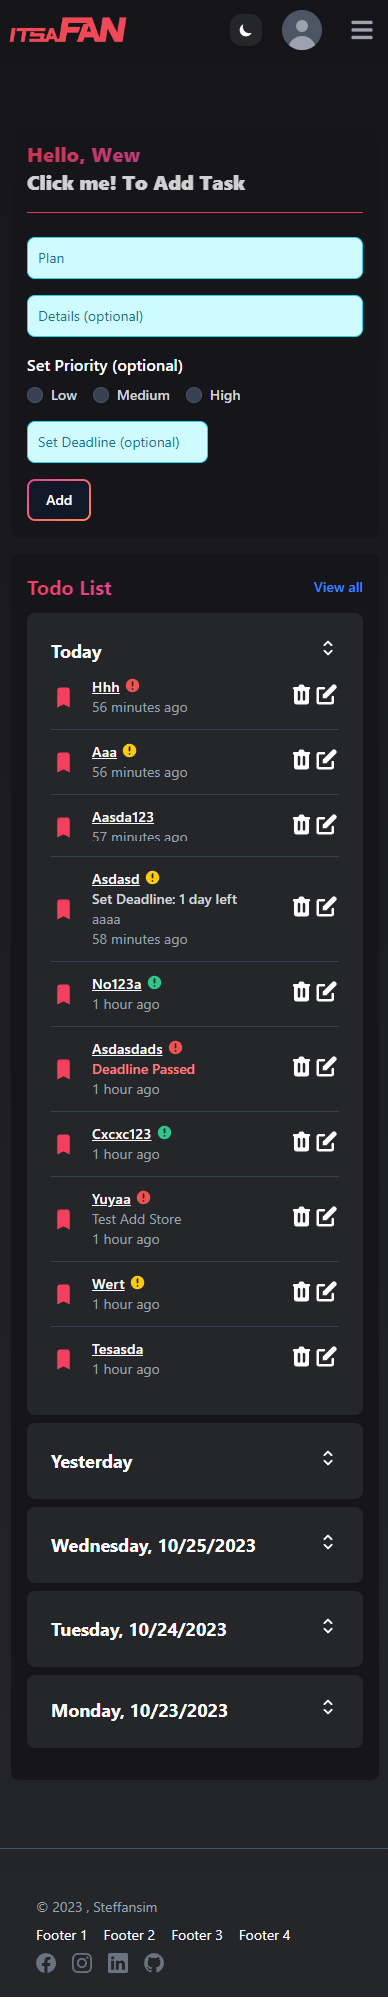 ITSAFAN
Hello, Wew
Click me! To Add Task
Plan
Details (optional)
Set Priority (optional)
Low Medium High
Set Deadline (optional)
Add
Todo List View all
Today
Hhh
56 minutes ago
Aaa
56 minutes ago
Aasda123
57 minutes ago
Asdasd
Set Deadline: 1 day left
aaaa
58 minutes ago
No123a
1 hour ago
Asdasdads
Deadline Passed
1 hour ago
Cxcxc123
1 hour ago
Yuyaa
Test Add Store
1 hour ago
Wert
1 hour ago
Tesasda
1 hour ago
Yesterday
Wednesday, 10/25/2023
Tuesday, 10/24/2023
Monday, 10/23/2023
© 2023 , Steffansim
Footer 1 Footer 2 Footer 3 Footer 4